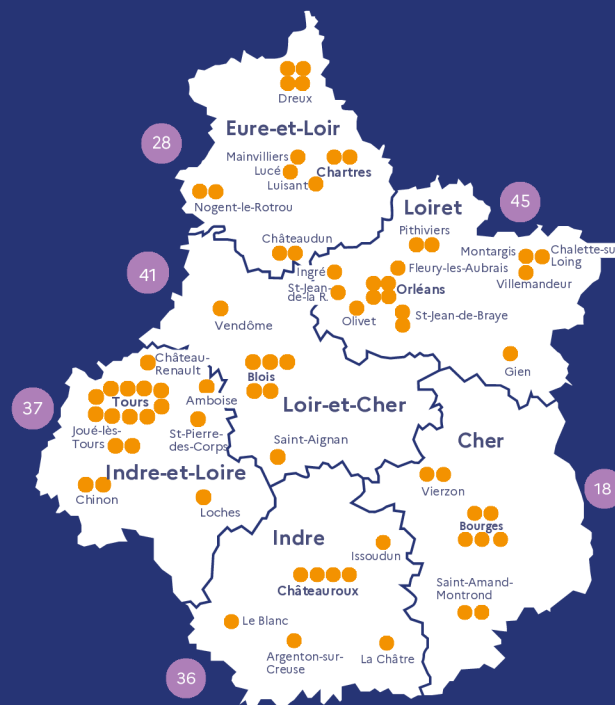 Dreux
Eure-et-Loir
28
Mainvilliers
Chartres
Lucé
Luisant
Nogent-le-Rotrou
45
Loiret
Pithiviers
Châteaudun
Montargis
Chalette-su
Loing
41
Ingré
Fleury-les-Aubrais
Villemandeur
St-Jean-
de-la R.
Orléans
Olivet
St-Jean-de-Braye
Vendôme
Gien
Château-
Renault
Blois
37
Tours
Amboise
Loir-et-Cher
Joué-lès-
Tours
St-Pierre-
des-Corps
Saint-Aignan
Cher
Indre-et-Loire
Chinon
Loches
Vierzon
18
Bourges
Indre
Issoudun
Châteauroux
Saint-Amand-
Montrond
Le Blanc
Argenton-sur-
Creuse
La Châtre
36